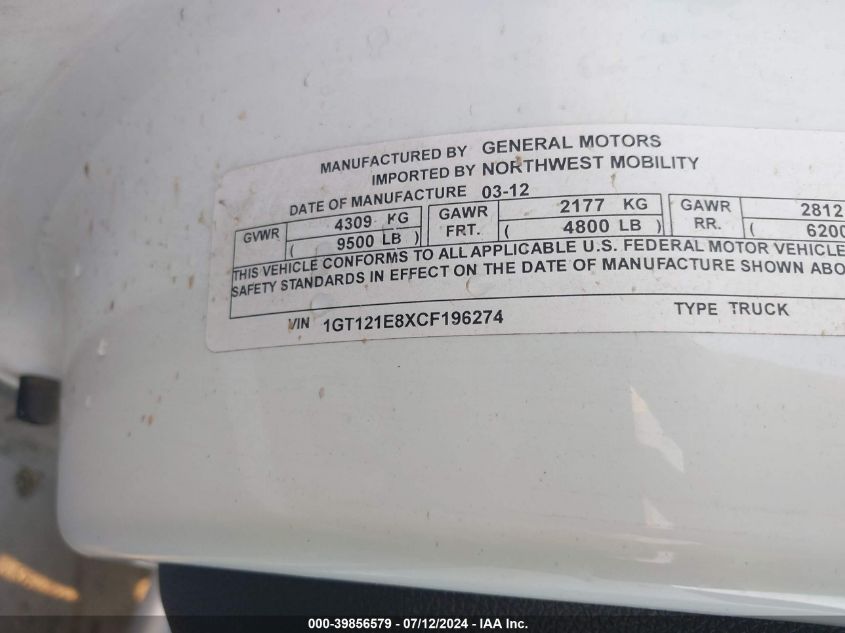 MANUFACTURED BY GENERAL MOTORS
IMPORTED BY NORTHWEST MOBILITY
DATE OF MANUFACTURE 03-12
GVWR 4309 KG GAWR 2177 KG GAWR 2812
( 9500 LB ) FRT. ( 4800 LB ) RR. ( 6200
THIS VEHICLE CONFORMS TO ALL APPLICABLE U.S. FEDERAL MOTOR VEHICLE
SAFETY STANDARDS IN EFFECT ON THE DATE OF MANUFACTURE SHOWN ABO
VIN 1GT121E8XCF196274 TYPE TRUCK
000-39856579 / 07/12/2024 - IAA Inc.